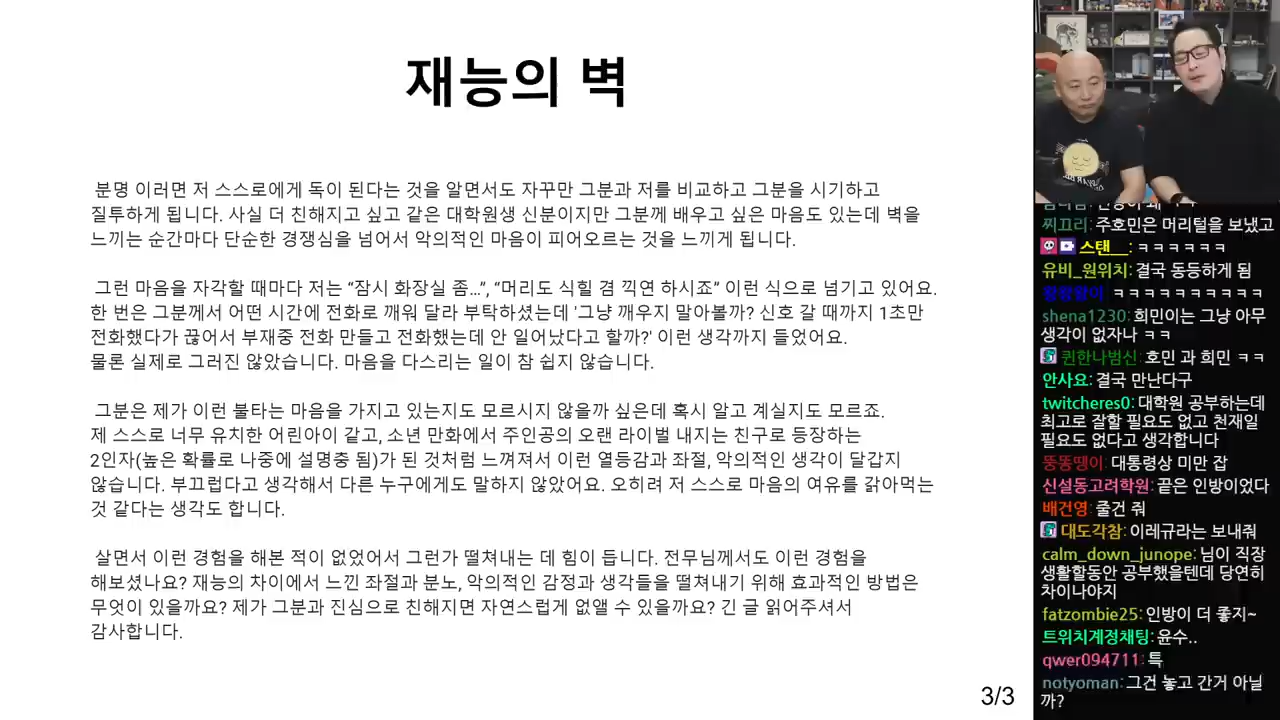 재능의 벽
분명 이러면 저 스스로에게 독이 된다는 것을 알면서도 자꾸만 그분과 저를 비교하고 그분을 시기하고
질투하게 됩니다. 사실 더 친해지고 싶고 같은 대학원생 신분이지만 그분께 배우고 싶은 마음도 있는데 벽을
느끼는 순간마다 단순한 경쟁심을 넘어서 악의적인 마음이 피어오르는 것을 느끼게 됩니다.
그런 마음을 자각할 때마다 저는 “잠시 화장실 좀...”, “머리도 식힐 겸 끽연 하시죠” 이런 식으로 넘기고 있어요.
한 번은 그분께서 어떤 시간에 전화로 깨워 달라 부탁하셨는데 '그냥 깨우지 말아볼까? 신호 갈 때까지 1초만
전화했다가 끊어서 부재중 전화 만들고 전화했는데 안 일어났다고 할까?' 이런 생각까지 들었어요.
물론 실제로 그러진 않았습니다. 마음을 다스리는 일이 참 쉽지 않습니다.
그분은 제가 이런 불타는 마음을 가지고 있는지도 모르시지 않을까 싶은데 혹시 알고 계실지도 모르죠.
제 스스로 너무 유치한 어린아이 같고, 소년 만화에서 주인공의 오랜 라이벌 내지는 친구로 등장하는
2인자(높은 확률로 나중에 설명충 됨)가 된 것처럼 느껴져서 이런 열등감과 좌절, 악의적인 생각이 달갑지
않습니다. 부끄럽다고 생각해서 다른 누구에게도 말하지 않았어요. 오히려 저 스스로 마음의 여유를 갉아먹는
것 같다는 생각도 합니다.
살면서 이런 경험을 해본 적이 없었어서 그런가 떨쳐내는 데 힘이 듭니다. 전무님께서도 이런 경험을
해보셨나요? 재능의 차이에서 느낀 좌절과 분노, 악의적인 감정과 생각들을 떨쳐내기 위해 효과적인 방법은
무엇이 있을까요? 제가 그분과 진심으로 친해지면 자연스럽게 없앨 수 있을까요? 긴 글 읽어주셔서
감사합니다.
3/3
찌끄리: 주호민은 머리털을 보냈고
스탠__: ㅋㅋㅋㅋㅋㅋ
유비_원위치: 결국 동등하게 됨
ㅋㅋㅋㅋㅋㅋㅋㅋㅋㅋ
shena1230: 희민이는 그냥 아무
생각이 없자나 ㅋㅋ
퀸한나범신: 호민 과 희민 ㅋㅋ
안사요: 결국 만난다구
twitcheres0: 대학원 공부하는데
최고로 잘할 필요도 없고 천재일
필요도 없다고 생각합니다
뚱똥땡이: 대통령상 미만 잡
신설동고려학원: 끝은 인방이었다
배건영: 줄건 줘
대도각참: 이레규라는 보내줘
calm_down_junope: 님이 직장
생활할동안 공부했을텐데 당연히
차이나야지
fatzombie25: 인방이 더 좋지~
트위치계정채팅: 윤수..
qwer094711: 특
notyoman: 그건 놓고 간거 아닐
까?